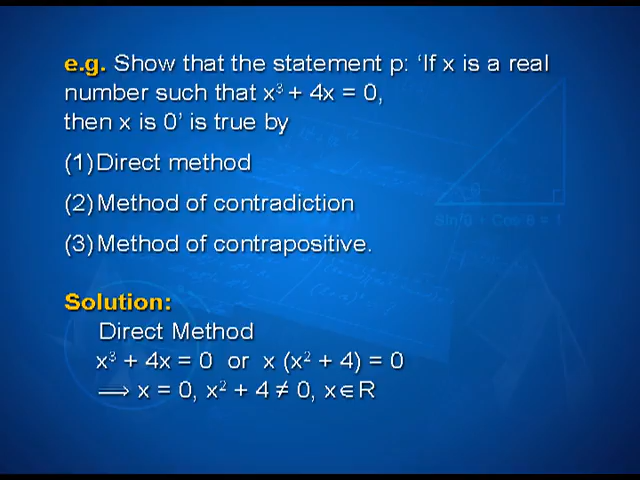 e.g. Show that the statement p: ‘If x is a real
number such that x³ + 4x = 0,
then x is 0’ is true by
(1) Direct method
(2) Method of contradiction
(3) Method of contrapositive.
Solution:
Direct Method
x³ + 4x = 0 or x (x² + 4) = 0
⟹ x = 0, x² + 4 ≠ 0, x∈R